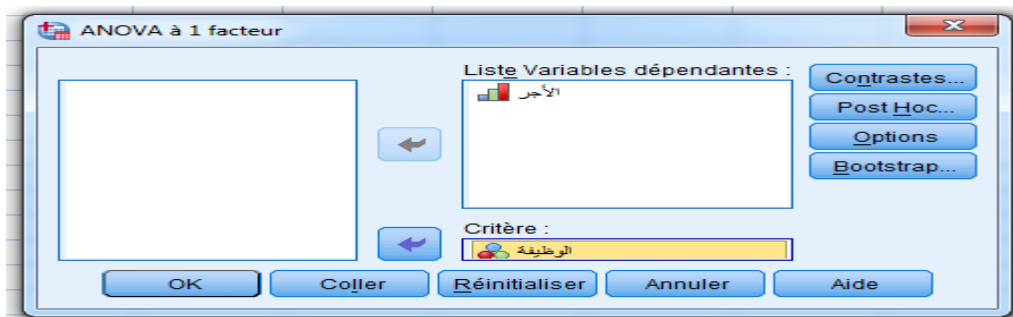 ANOVA à 1 facteur
Liste Variables dépendantes :
الأجر
Contrastes...
Post Hoc...
Options
Bootstrap...
Critère :
الوظيفة
OK
Coller
Réinitialiser
Annuler
Aide